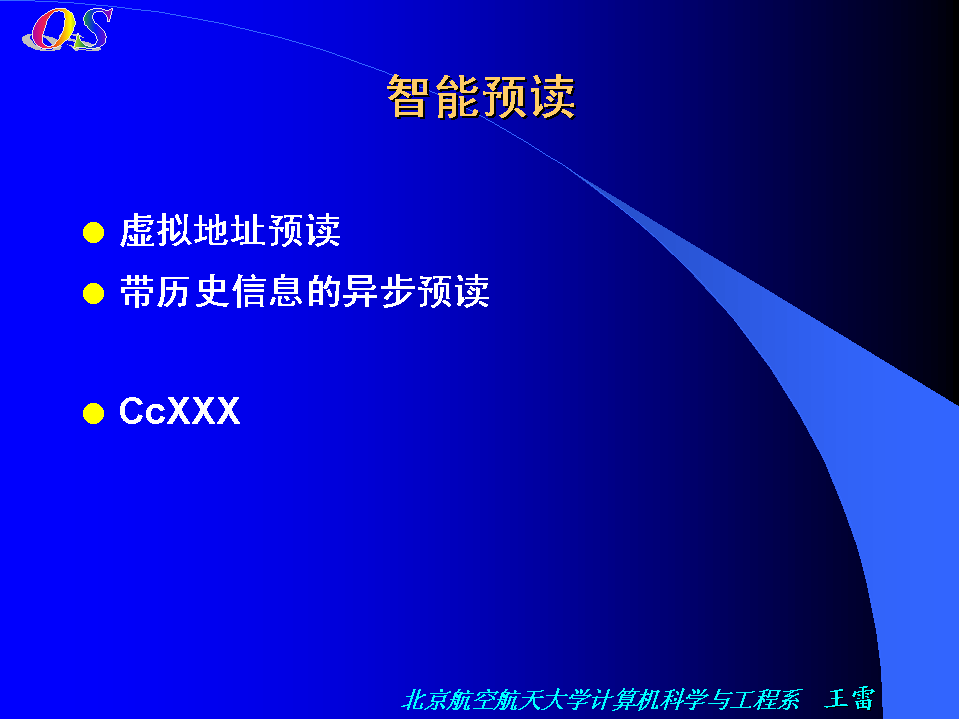 OS
智能预读
虚拟地址预读
带历史信息的异步预读
CcXXX
北京航空航天大学计算机科学与工程系 王雷